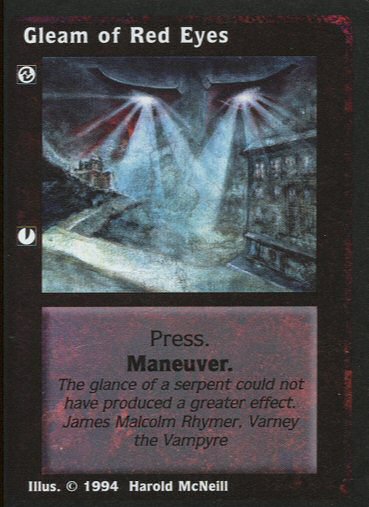 Gleam of Red Eyes
Press.
Maneuver.
The glance of a serpent could not
have produced a greater effect.
James Malcolm Rhymer, Varney
the Vampyre
Illus. © 1994 Harold McNeill